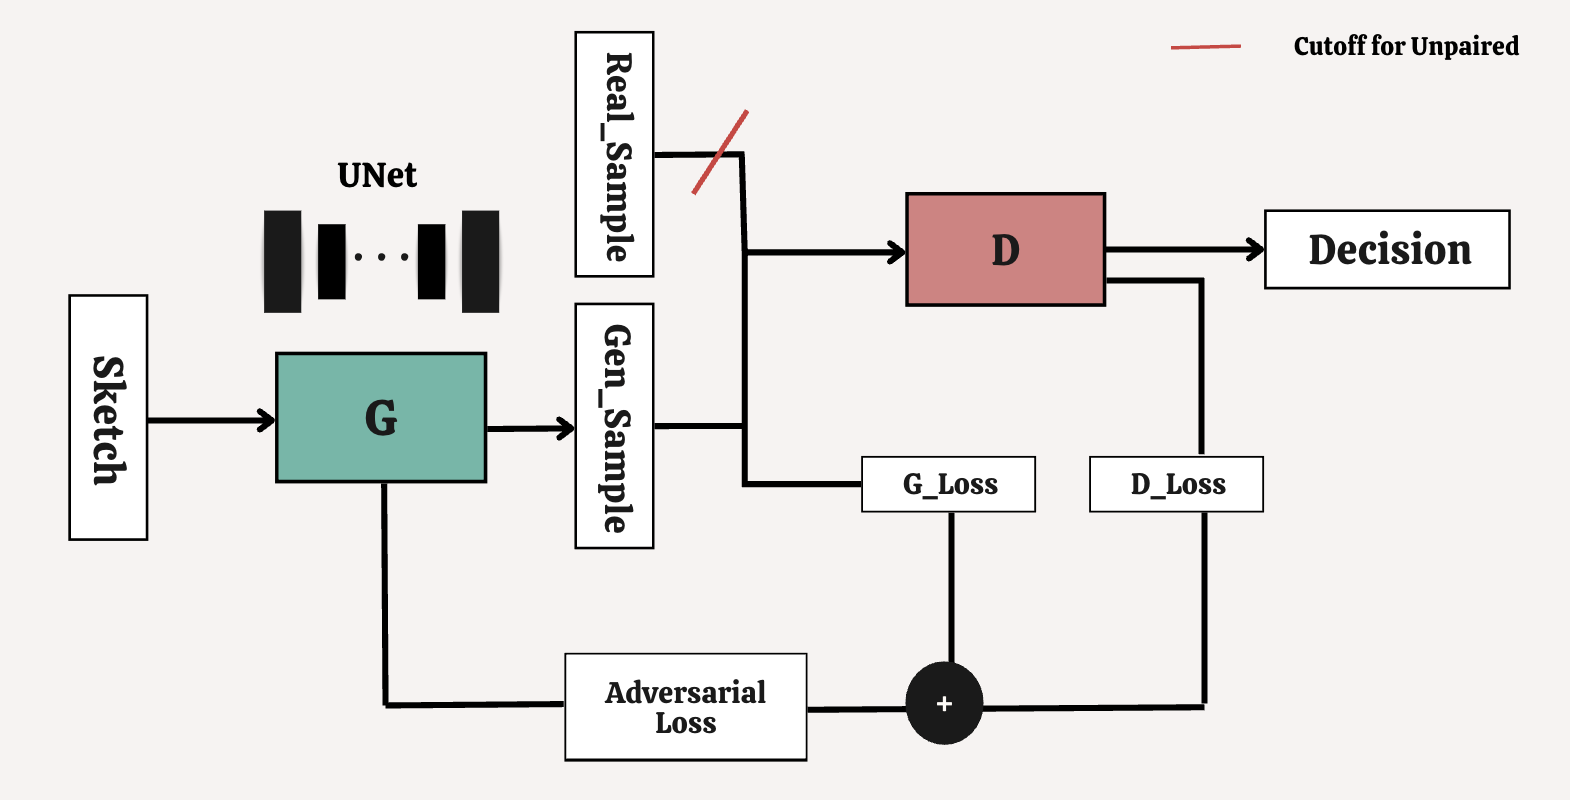 Cutoff for Unpaired
Real_Sample
UNet
D
Decision
Sketch
G
Gen_Sample
G_Loss
D_Loss
Adversarial
Loss
+